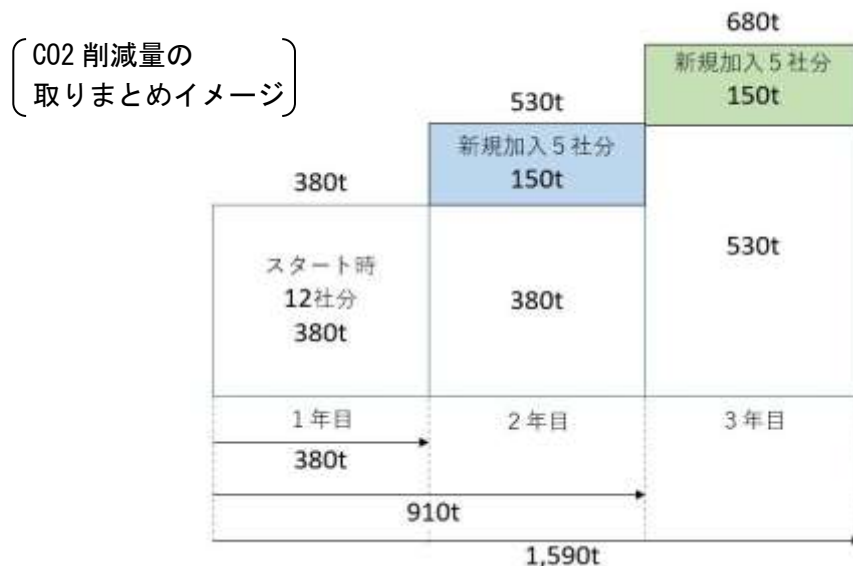 CO2 削減量の
取りまとめイメージ
380t
スタート時
12社分
380t
530t
新規加入５社分
150t
380t
680t
新規加入５社分
150t
530t
１年目
２年目
３年目
380t
910t
1,590t